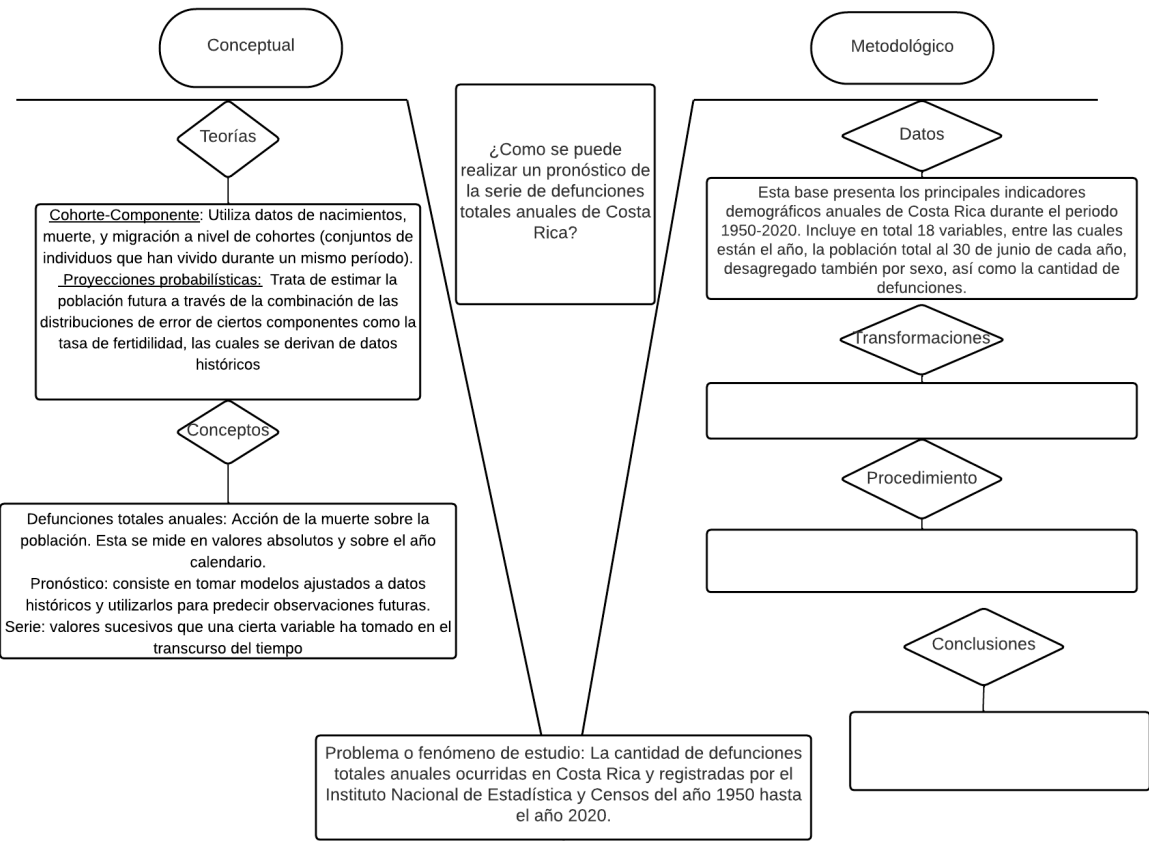 Conceptual
Teorías
Cohorte-Componente: Utiliza datos de nacimientos,
muerte, y migración a nivel de cohortes (conjuntos de
individuos que han vivido durante un mismo período).
Proyecciones probabilísticas: Trata de estimar la
población futura a través de la combinación de las
distribuciones de error de ciertos componentes como la
tasa de fertidilidad, las cuales se derivan de datos
históricos
Conceptos
Defunciones totales anuales: Acción de la muerte sobre la
población. Esta se mide en valores absolutos y sobre el año
calendario.
Pronóstico: consiste en tomar modelos ajustados a datos
históricos y utilizarlos para predecir observaciones futuras.
Serie: valores sucesivos que una cierta variable ha tomado en el
transcurso del tiempo
¿Como se puede
realizar un pronóstico de
la serie de defunciones
totales anuales de Costa
Rica?
Metodológico
Datos
Esta base presenta los principales indicadores
demográficos anuales de Costa Rica durante el periodo
1950-2020. Incluye en total 18 variables, entre las cuales
están el año, la población total al 30 de junio de cada año,
desagregado también por sexo, así como la cantidad de
defunciones.
Transformaciones
Procedimiento
Conclusiones
Problema o fenómeno de estudio: La cantidad de defunciones
totales anuales ocurridas en Costa Rica y registradas por el
Instituto Nacional de Estadística y Censos del año 1950 hasta
el año 2020.